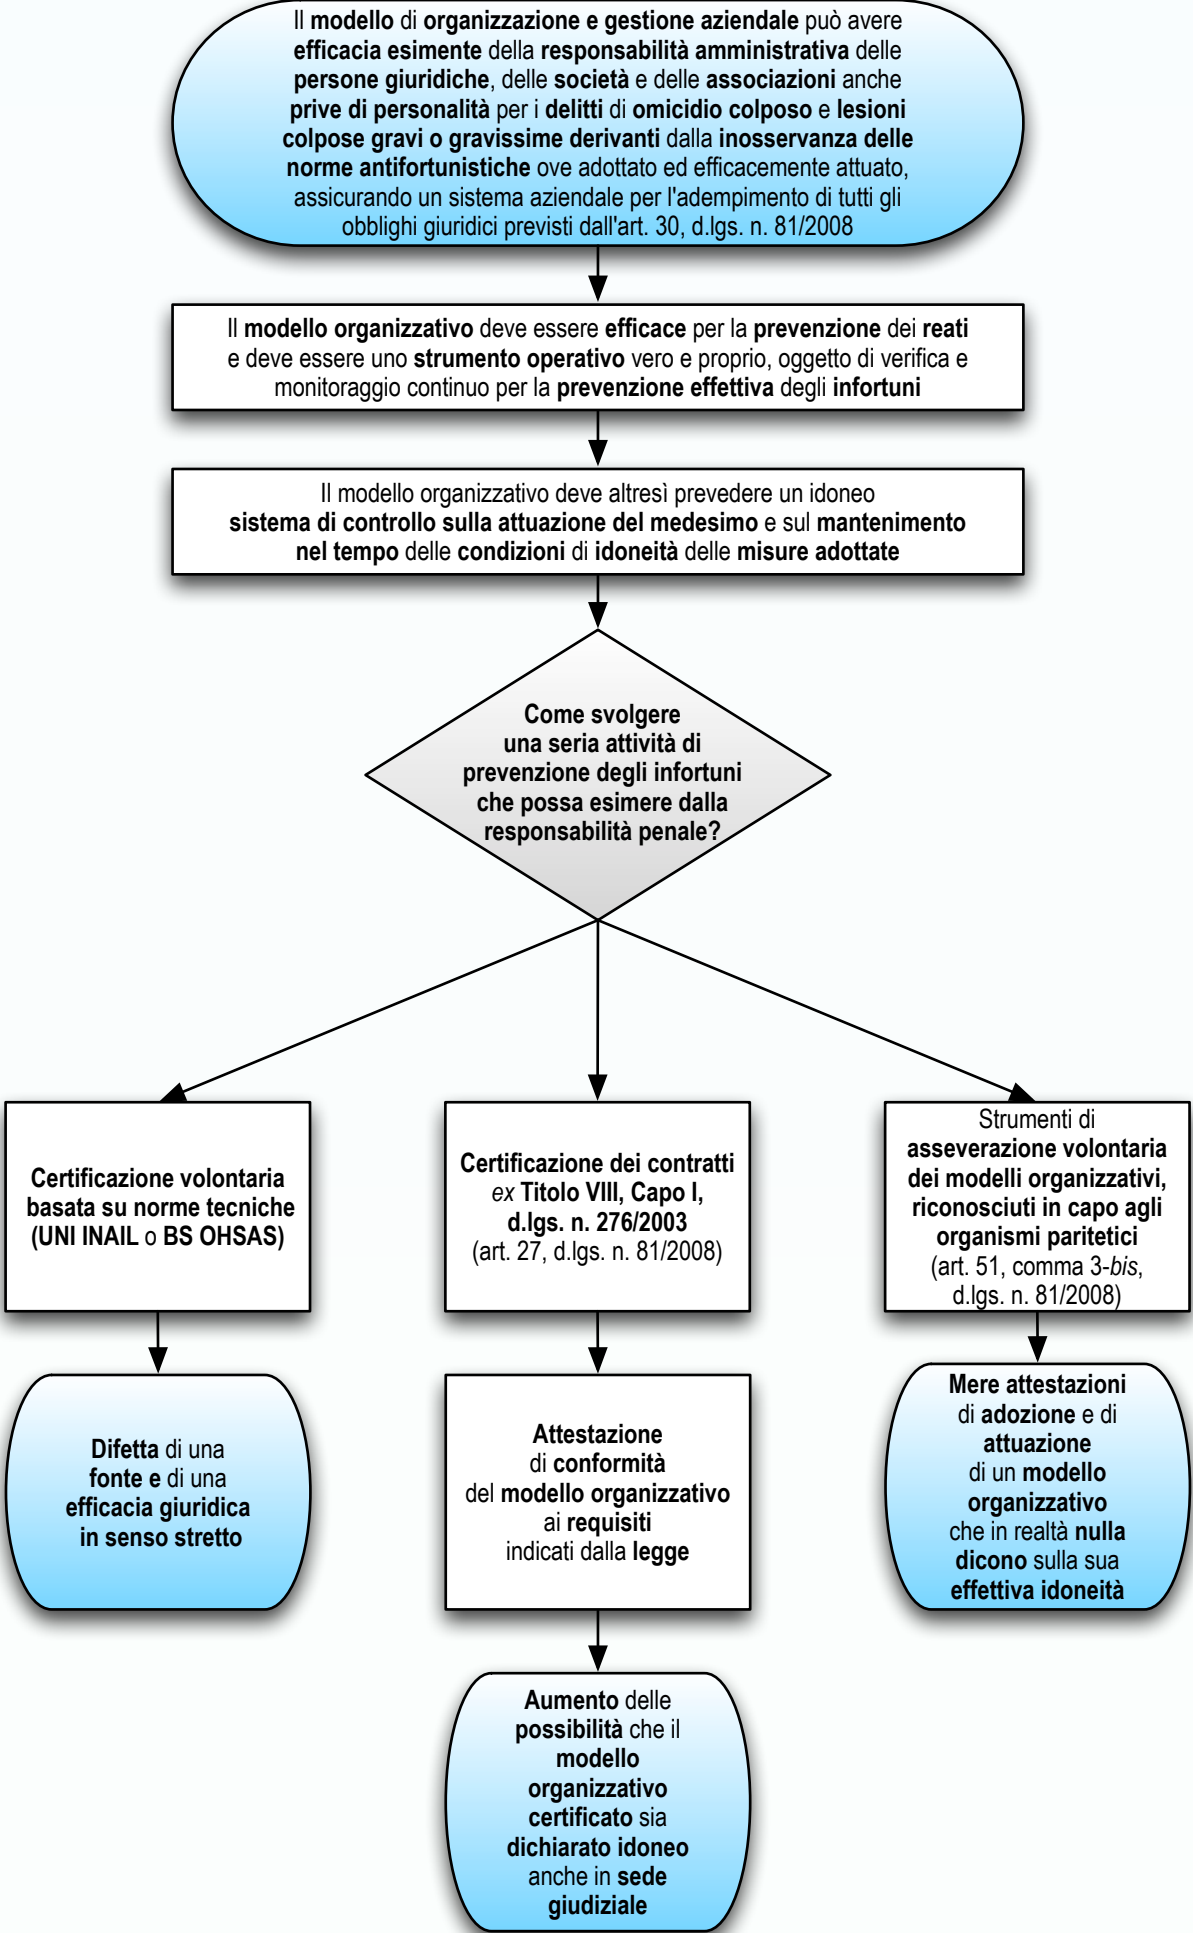 Il modello di organizzazione e gestione aziendale può avere
efficacia esimente della responsabilità amministrativa delle
persone giuridiche, delle società e delle associazioni anche
prive di personalità per i delitti di omicidio colposo e lesioni
colpose gravi o gravissime derivanti dalla inosservanza delle
norme antifortunistiche ove adottato ed efficacemente attuato,
assicurando un sistema aziendale per l'adempimento di tutti gli
obblighi giuridici previsti dall'art. 30, d.lgs. n. 81/2008
Il modello organizzativo deve essere efficace per la prevenzione dei reati
e deve essere uno strumento operativo vero e proprio, oggetto di verifica e
monitoraggio continuo per la prevenzione effettiva degli infortuni
Il modello organizzativo deve altresì prevedere un idoneo
sistema di controllo sulla attuazione del medesimo e sul mantenimento
nel tempo delle condizioni di idoneità delle misure adottate
Come svolgere
una seria attività di
prevenzione degli infortuni
che possa esimere dalla
responsabilità penale?
Certificazione volontaria
basata su norme tecniche
(UNI INAIL o BS OHSAS)
Certificazione dei contratti
ex Titolo VIII, Capo I,
d.lgs. n. 276/2003
(art. 27, d.lgs. n. 81/2008)
Strumenti di
asseverazione volontaria
dei modelli organizzativi,
riconosciuti in capo agli
organismi paritetici
(art. 51, comma 3-bis,
d.lgs. n. 81/2008)
Difetta di una
fonte e di una
efficacia giuridica
in senso stretto
Attestazione
di conformità
del modello organizzativo
ai requisiti
indicati dalla legge
Mere attestazioni
di adozione e di
attuazione
di un modello
organizzativo
che in realtà nulla
dicono sulla sua
effettiva idoneità
Aumento delle
possibilità che il
modello
organizzativo
certificato sia
dichiarato idoneo
anche in sede
giudiziale